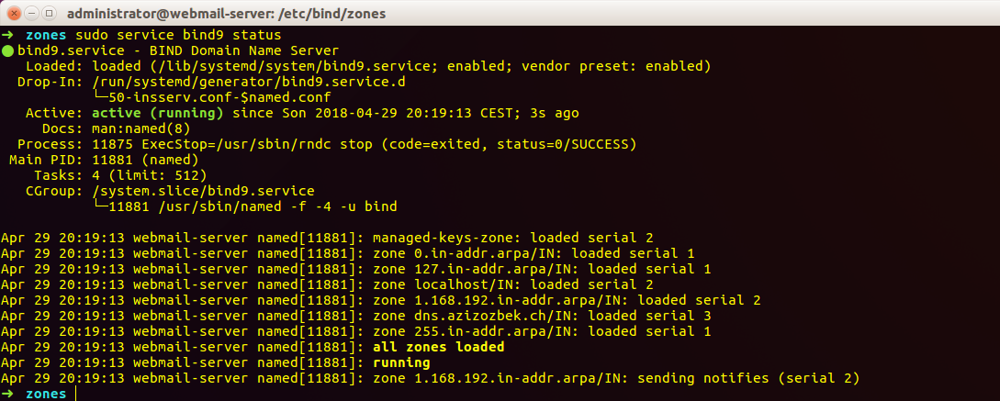 administrator@webmail-server: /etc/bind/zones
➜ zones sudo service bind9 status
● bind9.service - BIND Domain Name Server
   Loaded: loaded (/lib/systemd/system/bind9.service; enabled; vendor preset: enabled)
  Drop-In: /run/systemd/generator/bind9.service.d
           └─50-insserv.conf-$named.conf
   Active: active (running) since Son 2018-04-29 20:19:13 CEST; 3s ago
     Docs: man:named(8)
  Process: 11875 ExecStop=/usr/sbin/rndc stop (code=exited, status=0/SUCCESS)
 Main PID: 11881 (named)
    Tasks: 4 (limit: 512)
   CGroup: /system.slice/bind9.service
           └─11881 /usr/sbin/named -f -4 -u bind
Apr 29 20:19:13 webmail-server named[11881]: managed-keys-zone: loaded serial 2
Apr 29 20:19:13 webmail-server named[11881]: zone 0.in-addr.arpa/IN: loaded serial 1
Apr 29 20:19:13 webmail-server named[11881]: zone 127.in-addr.arpa/IN: loaded serial 1
Apr 29 20:19:13 webmail-server named[11881]: zone localhost/IN: loaded serial 2
Apr 29 20:19:13 webmail-server named[11881]: zone 1.168.192.in-addr.arpa/IN: loaded serial 2
Apr 29 20:19:13 webmail-server named[11881]: zone dns.azizozbek.ch/IN: loaded serial 3
Apr 29 20:19:13 webmail-server named[11881]: zone 255.in-addr.arpa/IN: loaded serial 1
Apr 29 20:19:13 webmail-server named[11881]: all zones loaded
Apr 29 20:19:13 webmail-server named[11881]: running
Apr 29 20:19:13 webmail-server named[11881]: zone 1.168.192.in-addr.arpa/IN: sending notifies (serial 2)
➜ zones